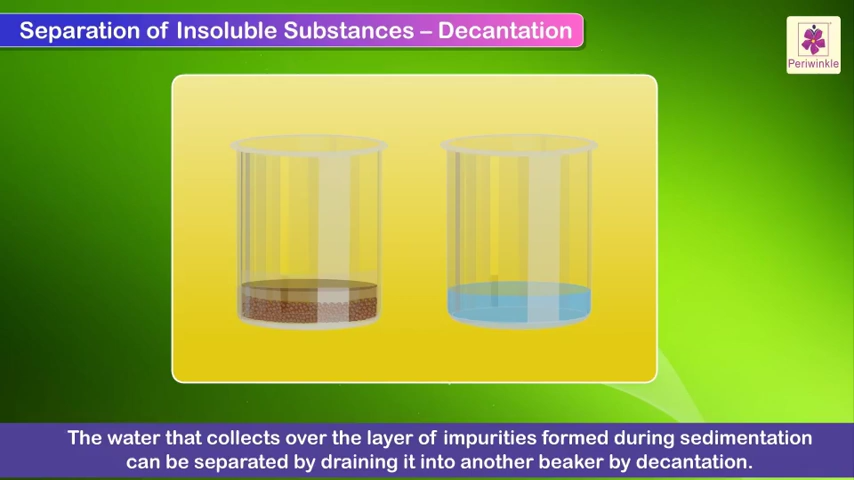 Separation of Insoluble Substances – Decantation
Periwinkle
The water that collects over the layer of impurities formed during sedimentation
can be separated by draining it into another beaker by decantation.